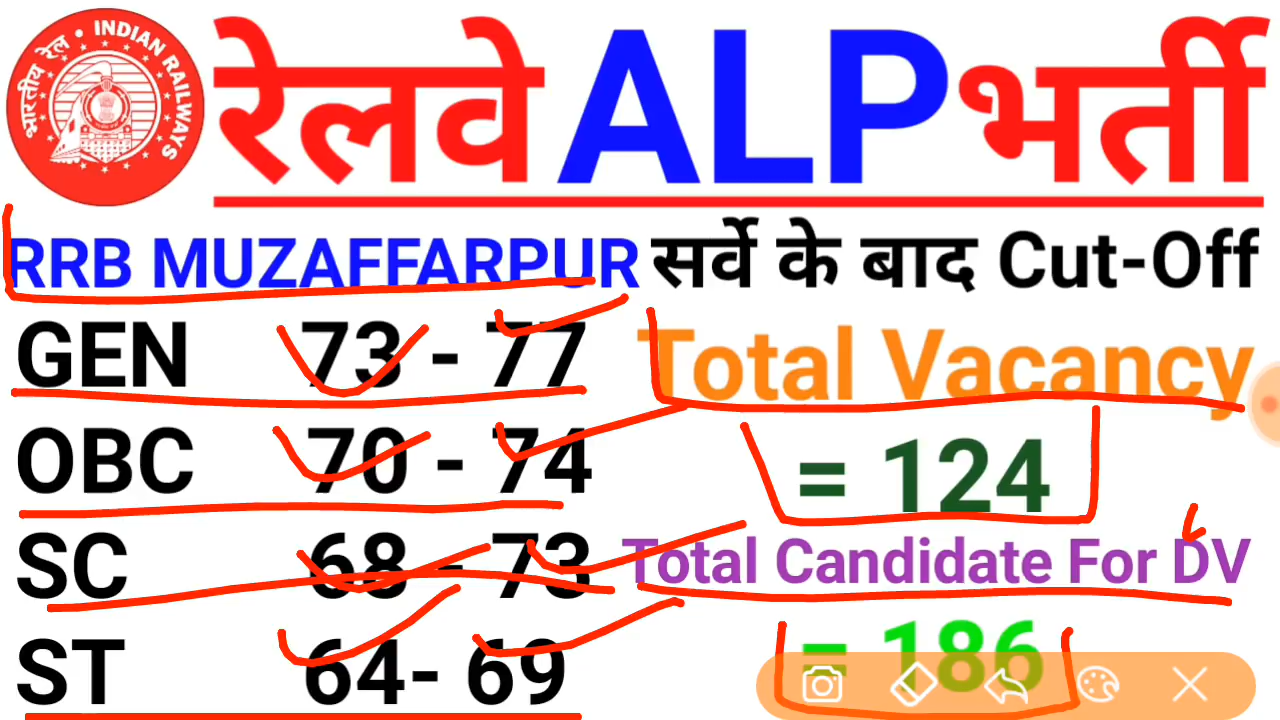 भारतीय रेल • INDIAN RAILWAYS
रेलवे ALP भर्ती
RRB MUZAFFARPUR सर्वे के बाद Cut-Off
GEN 73 - 77
OBC 70 - 74
SC 68 - 73
ST 64- 69
Total Vacancy
= 124
Total Candidate For DV
= 186